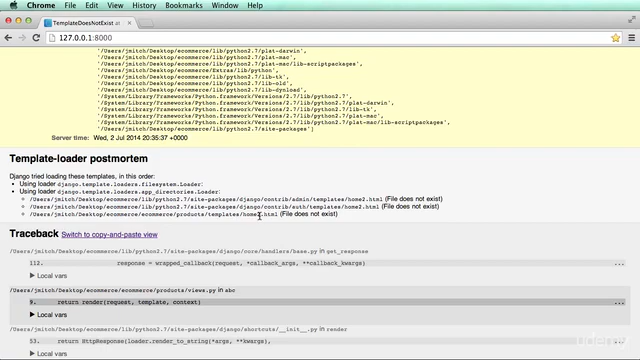 Chrome File Edit View History Bookmarks Window Help
TemplateDoesNotExist at
127.0.0.1:8000
'/Users/jmitch/Desktop/ecommerce/lib/python2.7/plat-darwin',
'/Users/jmitch/Desktop/ecommerce/lib/python2.7/plat-mac',
'/Users/jmitch/Desktop/ecommerce/lib/python2.7/plat-mac/lib-scriptpackages',
'/Users/jmitch/Desktop/ecommerce/Extras/lib/python',
'/Users/jmitch/Desktop/ecommerce/lib/python2.7/lib-tk',
'/Users/jmitch/Desktop/ecommerce/lib/python2.7/lib-old',
'/Users/jmitch/Desktop/ecommerce/lib/python2.7/lib-dynload',
'/System/Library/Frameworks/Python.framework/Versions/2.7/lib/python2.7',
'/System/Library/Frameworks/Python.framework/Versions/2.7/lib/python2.7/plat-darwin',
'/System/Library/Frameworks/Python.framework/Versions/2.7/lib/python2.7/lib-tk',
'/System/Library/Frameworks/Python.framework/Versions/2.7/lib/python2.7/plat-mac',
'/System/Library/Frameworks/Python.framework/Versions/2.7/lib/python2.7/plat-mac/lib-scriptpackages',
'/Users/jmitch/Desktop/ecommerce/lib/python2.7/site-packages']
Server time: Wed, 2 Jul 2014 20:35:37 +0000
Template-loader postmortem
Django tried loading these templates, in this order:
Using loader django.template.loaders.filesystem.Loader:
Using loader django.template.loaders.app_directories.Loader:
/Users/jmitch/Desktop/ecommerce/lib/python2.7/site-packages/django/contrib/admin/templates/home2.html (File does not exist)
/Users/jmitch/Desktop/ecommerce/lib/python2.7/site-packages/django/contrib/auth/templates/home2.html (File does not exist)
/Users/jmitch/Desktop/ecommerce/ecommerce/products/templates/home2.html (File does not exist)
Traceback Switch to copy-and-paste view
/Users/jmitch/Desktop/ecommerce/lib/python2.7/site-packages/django/core/handlers/base.py in get_response
112. response = wrapped_callback(request, *callback_args, **callback_kwargs) ...
▶ Local vars
/Users/jmitch/Desktop/ecommerce/ecommerce/products/views.py in abc
9. return render(request, template, context) ...
▶ Local vars
/Users/jmitch/Desktop/ecommerce/lib/python2.7/site-packages/django/shortcuts/__init__.py in render
53. return HttpResponse(loader.render_to_string(*args, **kwargs), ...
▶ Local vars
udemy